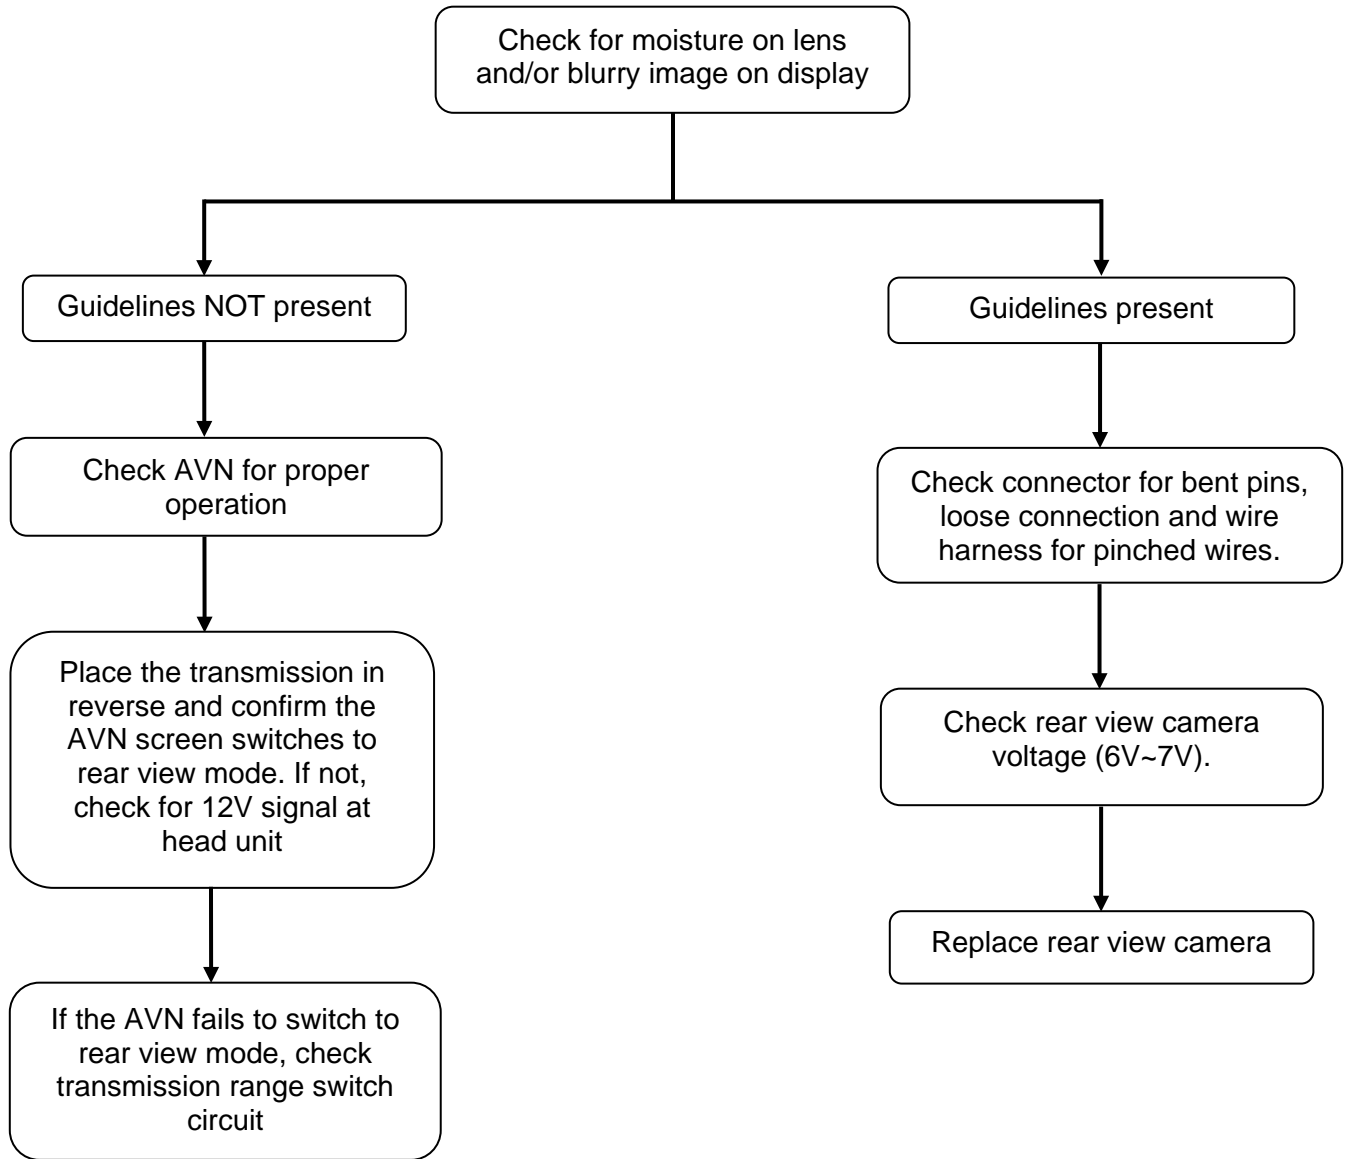 Check for moisture on lens
and/or blurry image on display
Guidelines NOT present
Check AVN for proper
operation
Place the transmission in
reverse and confirm the
AVN screen switches to
rear view mode. If not,
check for 12V signal at
head unit
If the AVN fails to switch to
rear view mode, check
transmission range switch
circuit
Guidelines present
Check connector for bent pins,
loose connection and wire
harness for pinched wires.
Check rear view camera
voltage (6V~7V).
Replace rear view camera